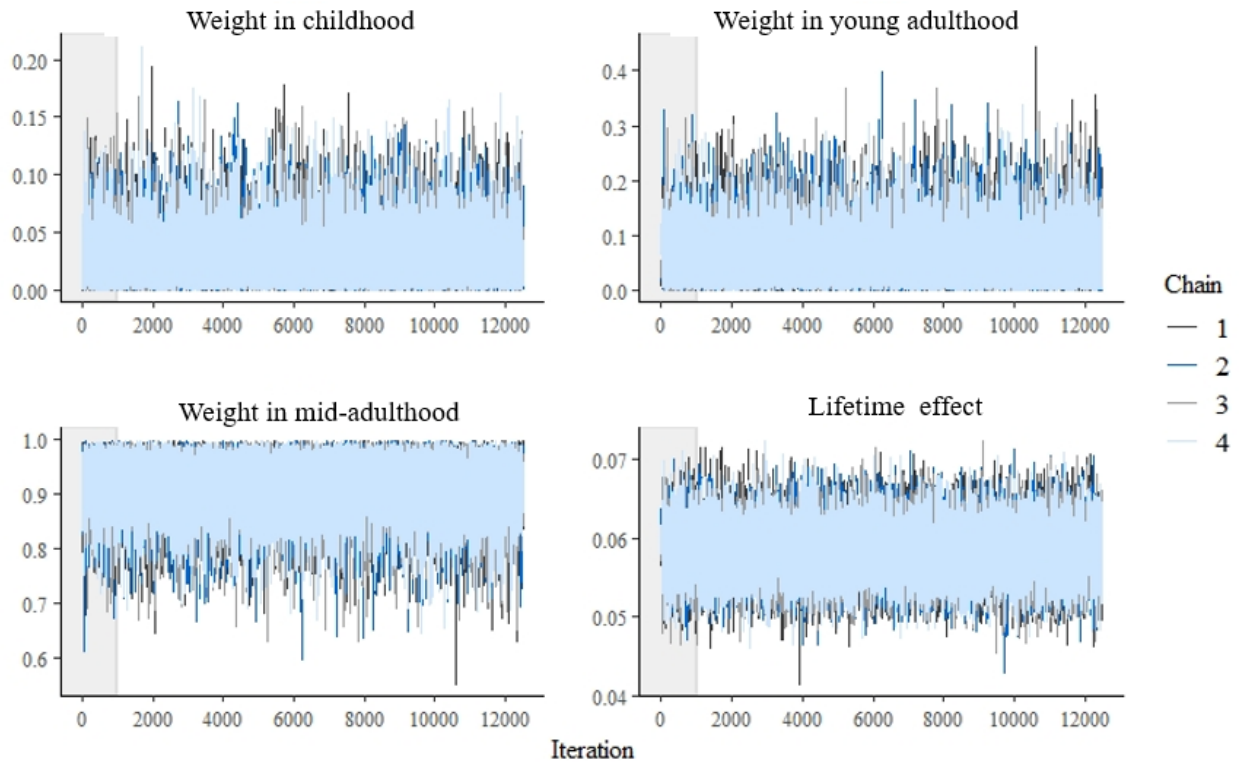 Weight in childhood
Weight in young adulthood
0.20
0.15
0.10
0.05
0.00
0 2000 4000 6000 8000 10000 12000
0.4
0.3
0.2
0.1
0.0
0 2000 4000 6000 8000 10000 12000
Chain
1
2
3
4
Weight in mid-adulthood
Lifetime effect
1.0
0.9
0.8
0.7
0.6
0 2000 4000 6000 8000 10000 12000
0.07
0.06
0.05
0.04
0 2000 4000 6000 8000 10000 12000
Iteration